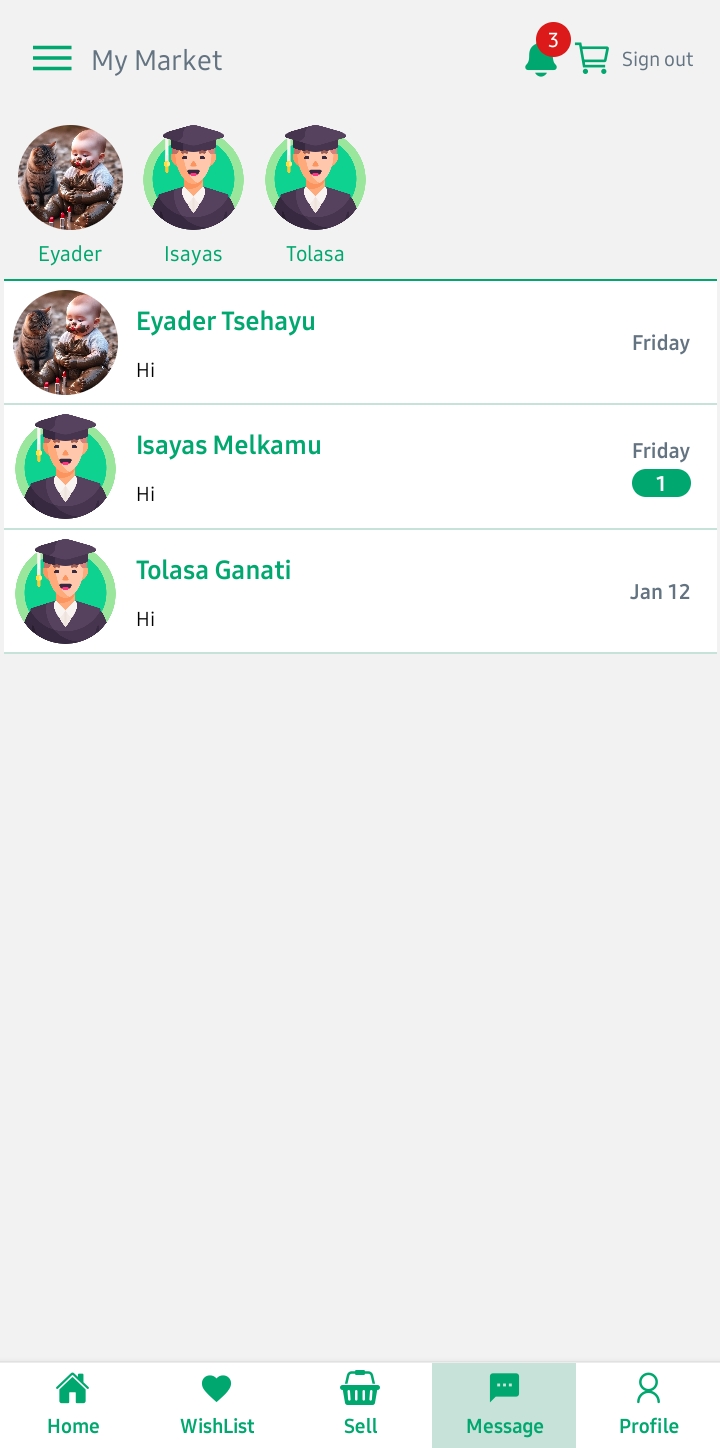 My Market
3
Sign out
Eyader
Isayas
Tolasa
Eyader Tsehayu
Hi
Friday
Isayas Melkamu
Hi
Friday
1
Tolasa Ganati
Hi
Jan 12
Home
WishList
Sell
Message
Profile